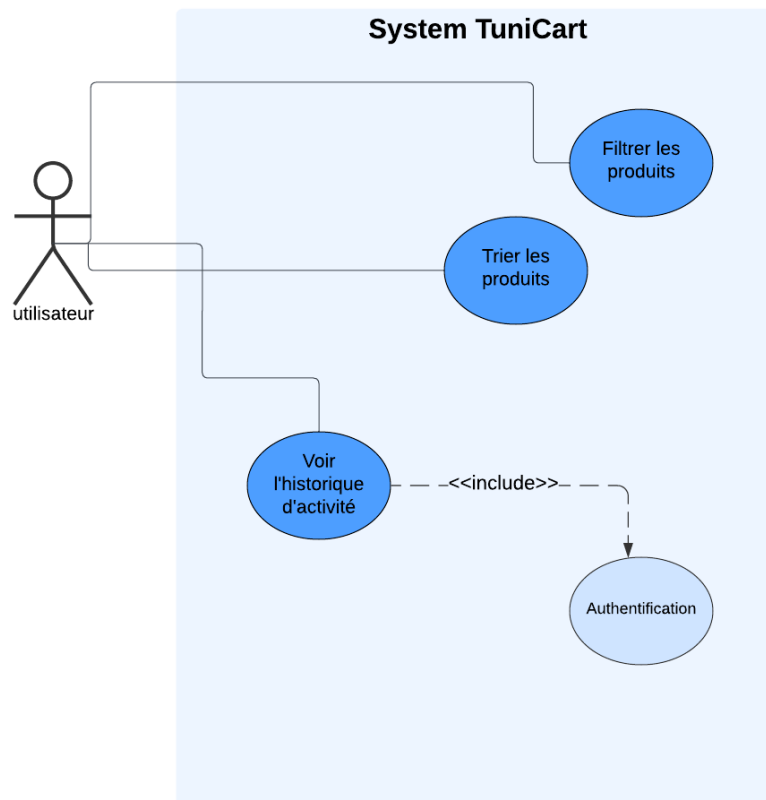 System TuniCart
Filtrer les
produits
Trier les
produits
utilisateur
Voir
l'historique
d'activité
<<include>>
Authentification